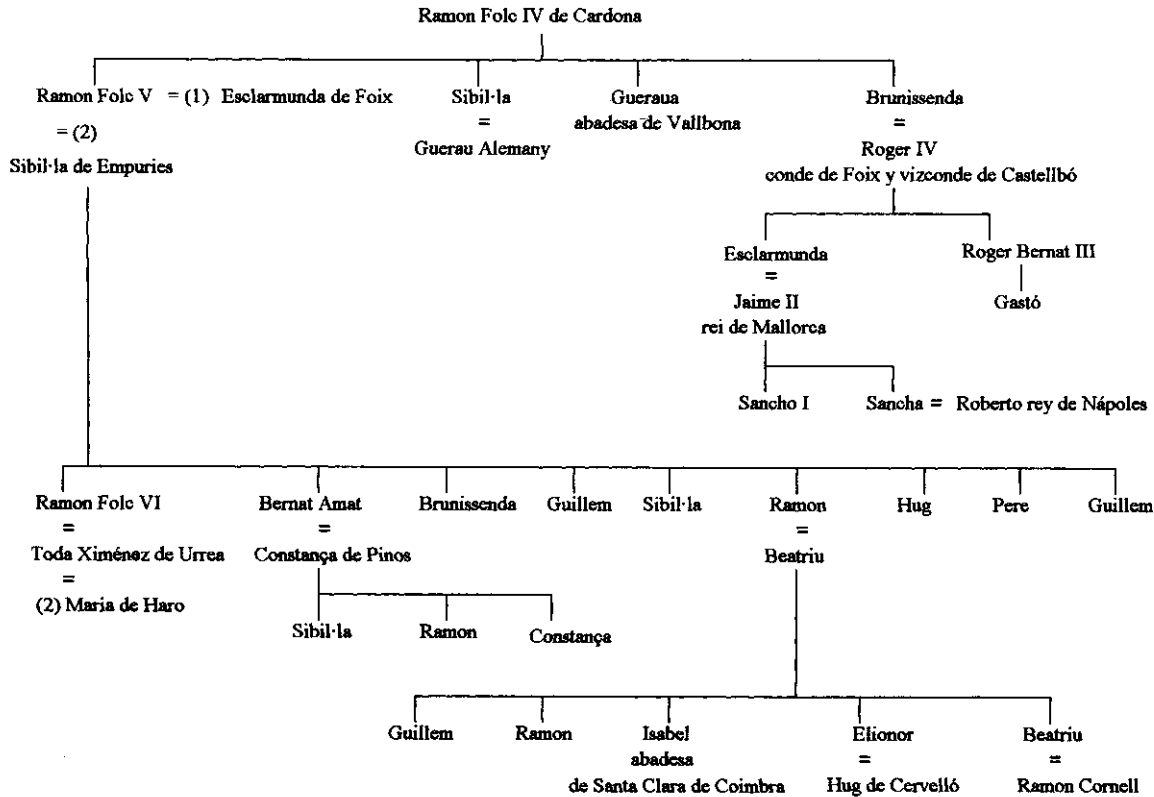 Ramon Folc IV de Cardona
Ramon Folc V = (1) Esclarmunda de Foix
= (2)
Sibil·la de Empuries
Sibil·la
=
Guerau Alemany
Gueraua
abadesa de Vallbona
Brunissenda
=
Roger IV
conde de Foix y vizconde de Castellbó
Esclarmunda
=
Jaime II
rei de Mallorca
Roger Bernat III
Gastó
Sancho I
Sancha = Roberto rey de Nápoles
Ramon Folc VI
=
Toda Ximénez de Urrea
=
(2) Maria de Haro
Bernat Amat
=
Constança de Pinos
Brunissenda
Guillem
Sibil·la
Ramon
=
Beatriu
Hug
Pere
Guillem
Sibil·la
Ramon
Constança
Guillem
Ramon
Isabel
abadesa
de Santa Clara de Coimbra
Elionor
=
Hug de Cervelló
Beatriu
=
Ramon Cornell